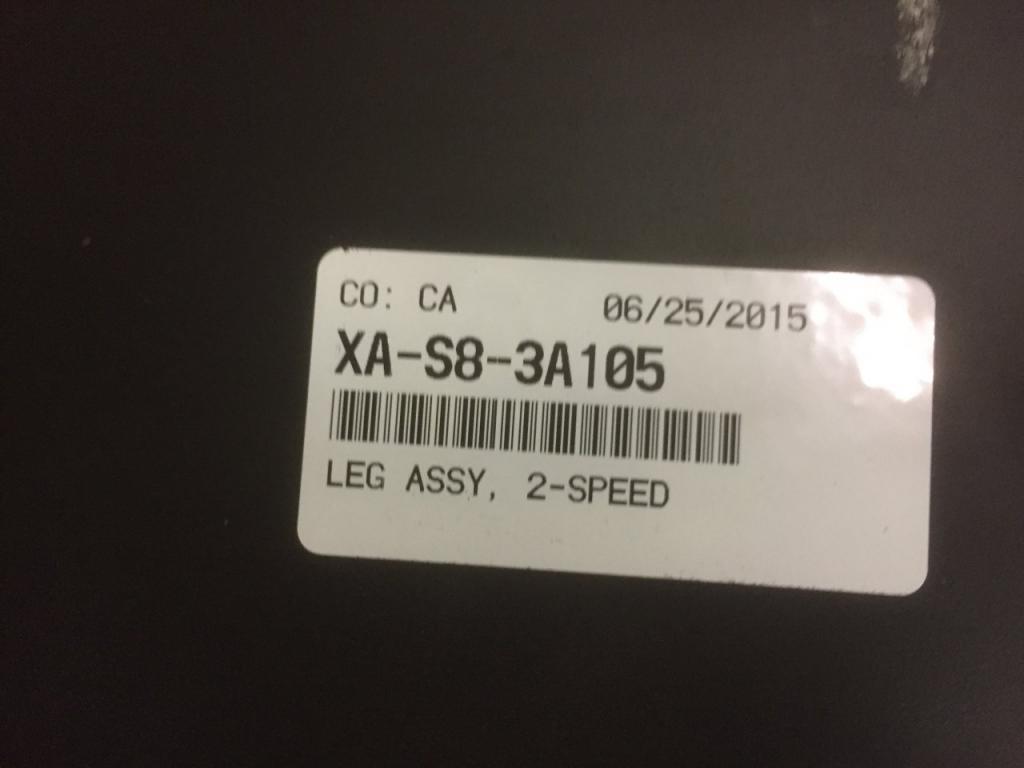 CO: CA 06/25/2015
XA-S8-3A105
LEG ASSY, 2-SPEED